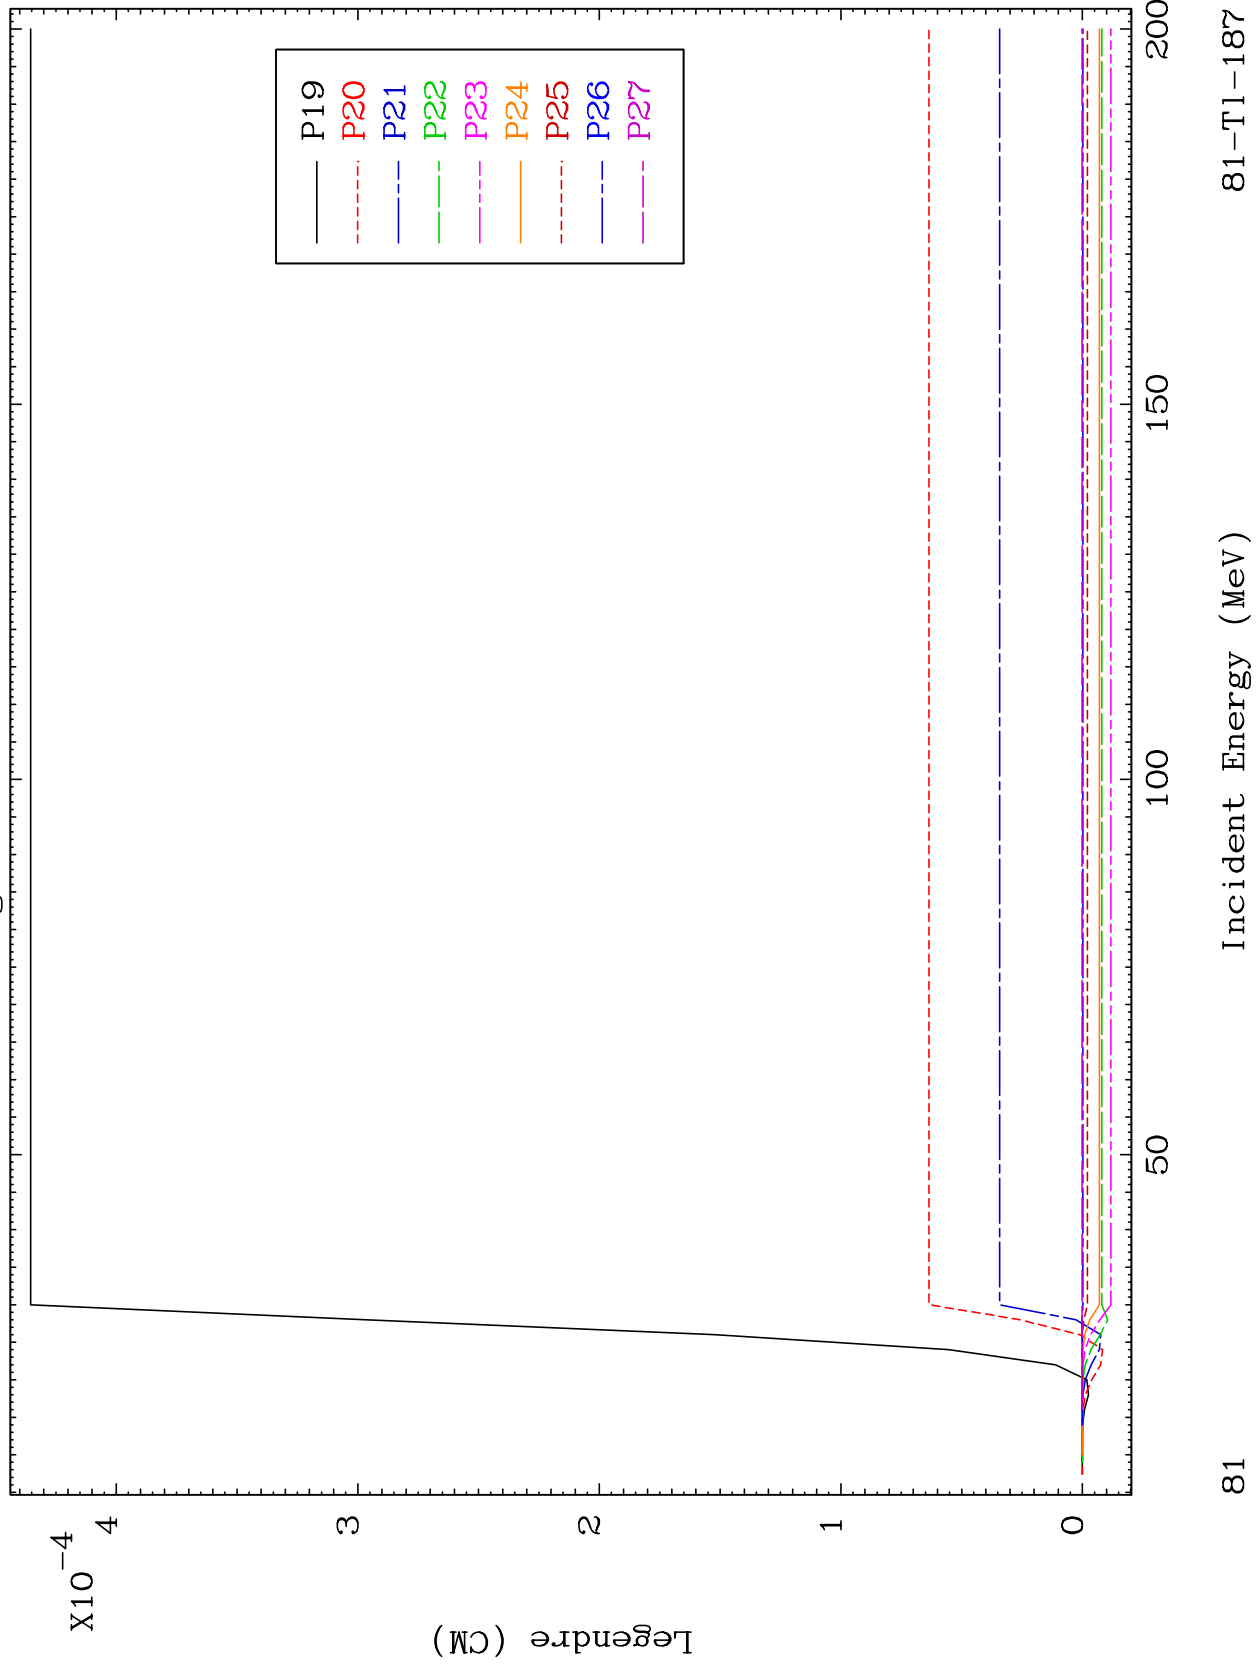 X10-4
4
3
2
1
0
Legendre (CM)
P19
P20
P21
P22
P23
P24
P25
P26
P27
50
100
150
200
Incident Energy (MeV)
81
81-Tl-187